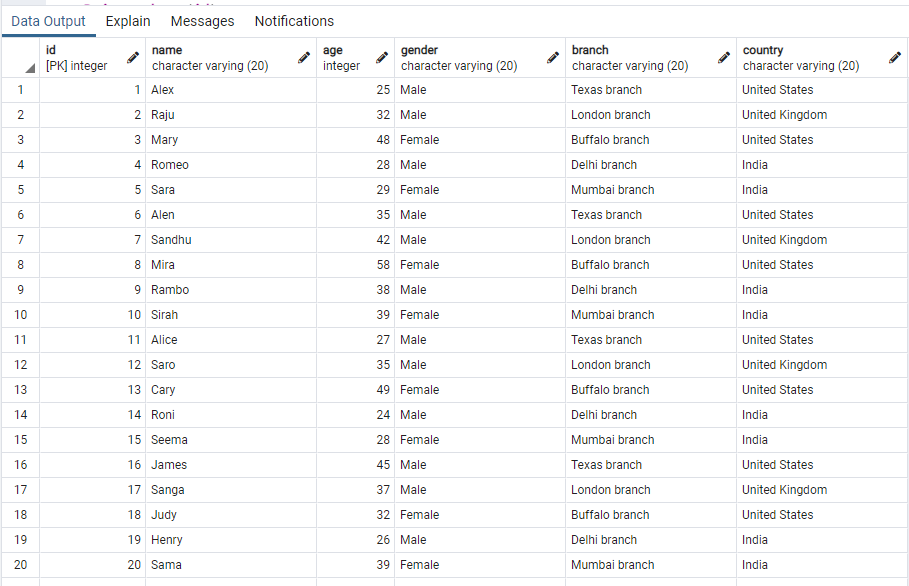 Data Output Explain Messages Notifications
id name age gender branch country
[PK] integer character varying (20) integer character varying (20) character varying (20) character varying (20)
1 1 Alex 25 Male Texas branch United States
2 2 Raju 32 Male London branch United Kingdom
3 3 Mary 48 Female Buffalo branch United States
4 4 Romeo 28 Male Delhi branch India
5 5 Sara 29 Female Mumbai branch India
6 6 Alen 35 Male Texas branch United States
7 7 Sandhu 42 Male London branch United Kingdom
8 8 Mira 58 Female Buffalo branch United States
9 9 Rambo 38 Male Delhi branch India
10 10 Sirah 39 Female Mumbai branch India
11 11 Alice 27 Male Texas branch United States
12 12 Saro 35 Male London branch United Kingdom
13 13 Cary 49 Female Buffalo branch United States
14 14 Roni 24 Male Delhi branch India
15 15 Seema 28 Female Mumbai branch India
16 16 James 45 Male Texas branch United States
17 17 Sanga 37 Male London branch United Kingdom
18 18 Judy 32 Female Buffalo branch United States
19 19 Henry 26 Male Delhi branch India
20 20 Sama 39 Female Mumbai branch India